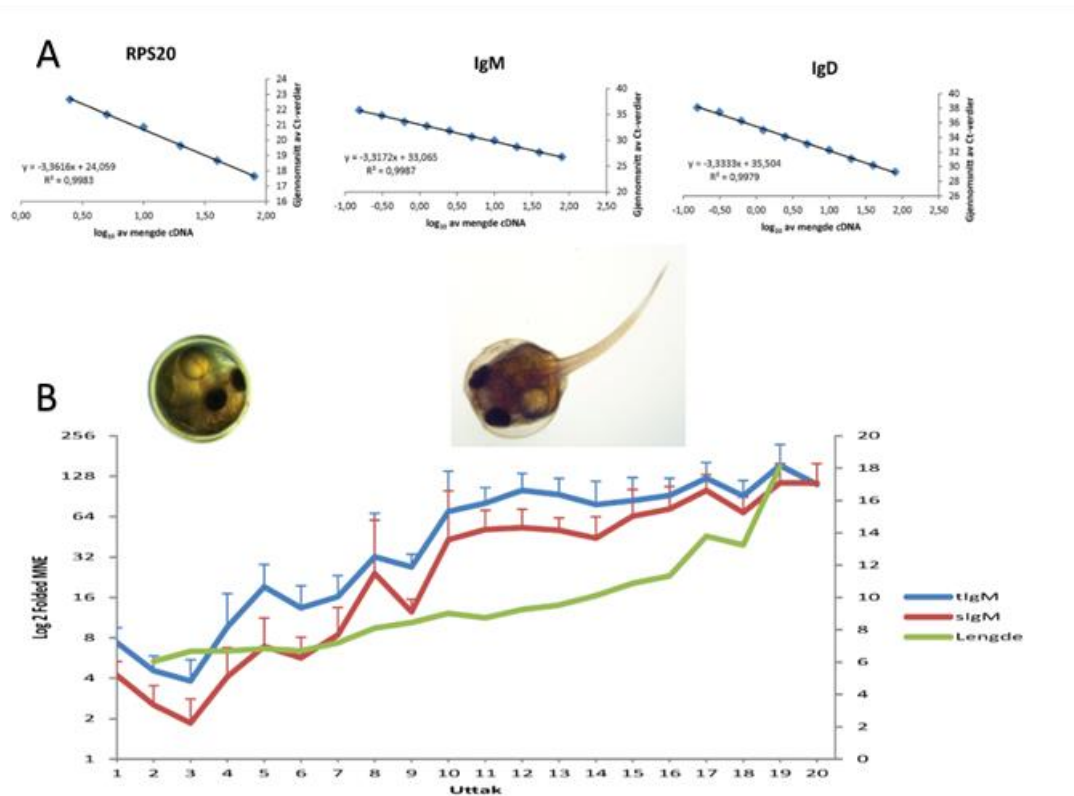 A
RPS20
24
23
22
21
20
19
18
17
16
Gjennomsnitt av Ct-verdier
y = -3,3616x + 24,059
R² = 0,9983
0,00 0,50 1,00 1,50 2,00
log₁₀ av mengde cDNA
IgM
40
35
30
25
20
Gjennomsnitt av Ct-verdier
y = -3,3172x + 33,065
R² = 0,9987
-1,00 -0,50 0,00 0,50 1,00 1,50 2,00 2,50
log₁₀ av mengde cDNA
IgD
40
38
36
34
32
30
28
26
Gjennomsnitt av Ct-verdier
y = -3,3333x + 35,504
R² = 0,9979
-1,00 -0,50 0,00 0,50 1,00 1,50 2,00 2,50
log₁₀ av mengde cDNA
B
256
128
64
32
16
8
4
2
1
Log 2 Folded MNE
20
18
16
14
12
10
8
6
4
2
0
1 2 3 4 5 6 7 8 9 10 11 12 13 14 15 16 17 18 19 20
Uttak
tIgM
sIgM
Lengde